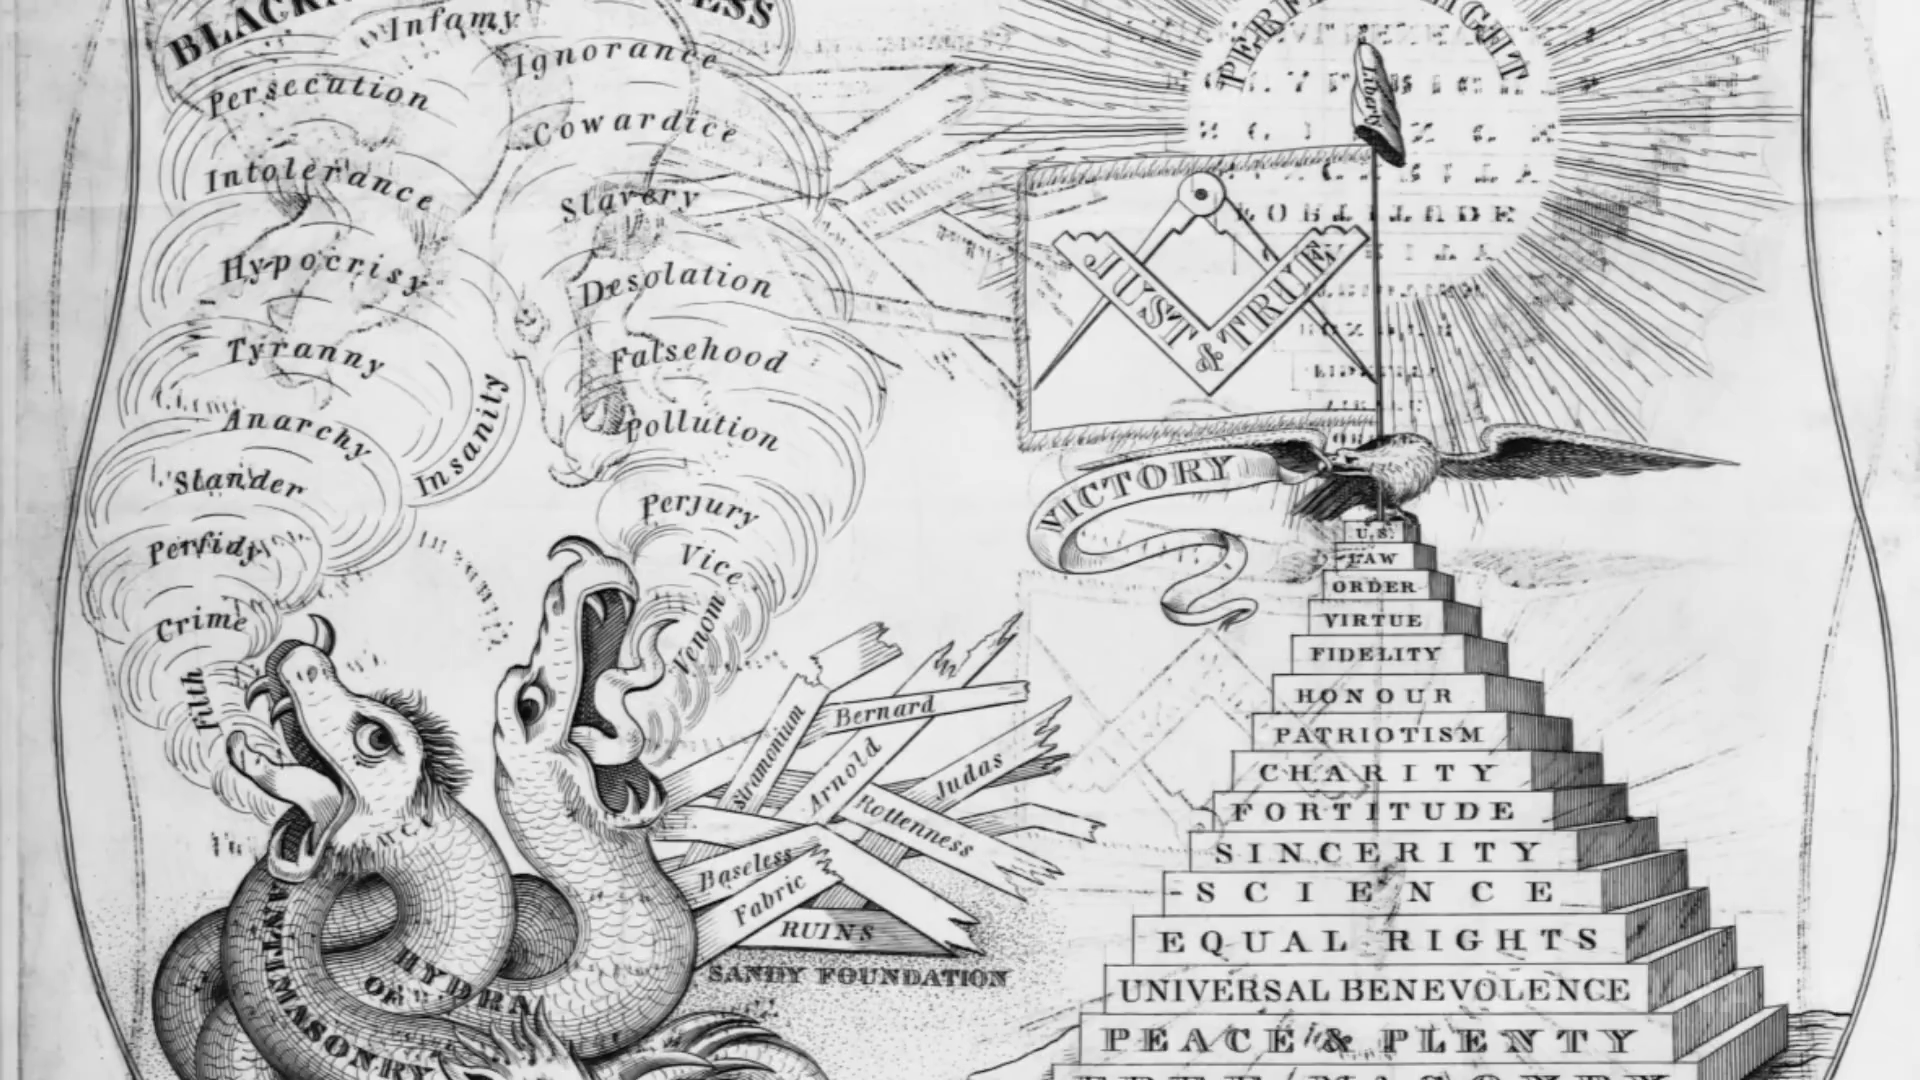 Infamy
Ignorance
Persecution
Cowardice
Intolerance
Slavery
Hypocrisy
Desolation
Tyranny
Falsehood
Anarchy
Insanity
Pollution
Slander
Perjury
Perfidy
Vice
Crime
Venom
Filth
ANTI-MASONRY
HYDRA
OF
Stramonium
Bernard
Arnold
Judas
Rottenness
Baseless
Fabric
RUINS
SANDY FOUNDATION
Liberty
JUST & TRUE
VICTORY
U.S.
LAW
ORDER
VIRTUE
FIDELITY
HONOUR
PATRIOTISM
CHARITY
FORTITUDE
SINCERITY
SCIENCE
EQUAL RIGHTS
UNIVERSAL BENEVOLENCE
PEACE & PLENTY